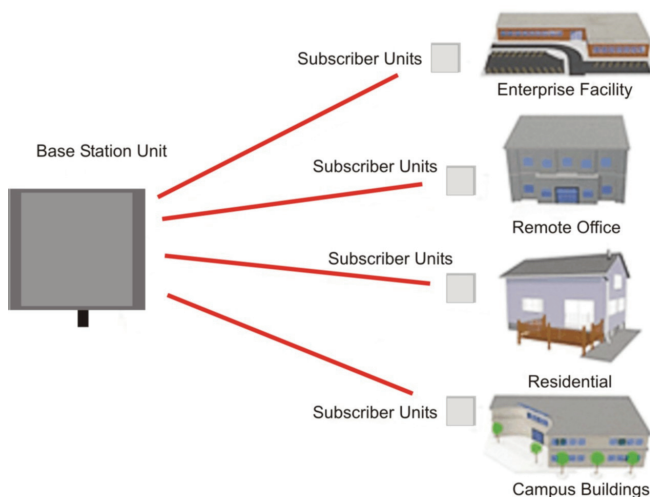 Subscriber Units
Enterprise Facility
Base Station Unit
Subscriber Units
Remote Office
Subscriber Units
Residential
Subscriber Units
Campus Buildings